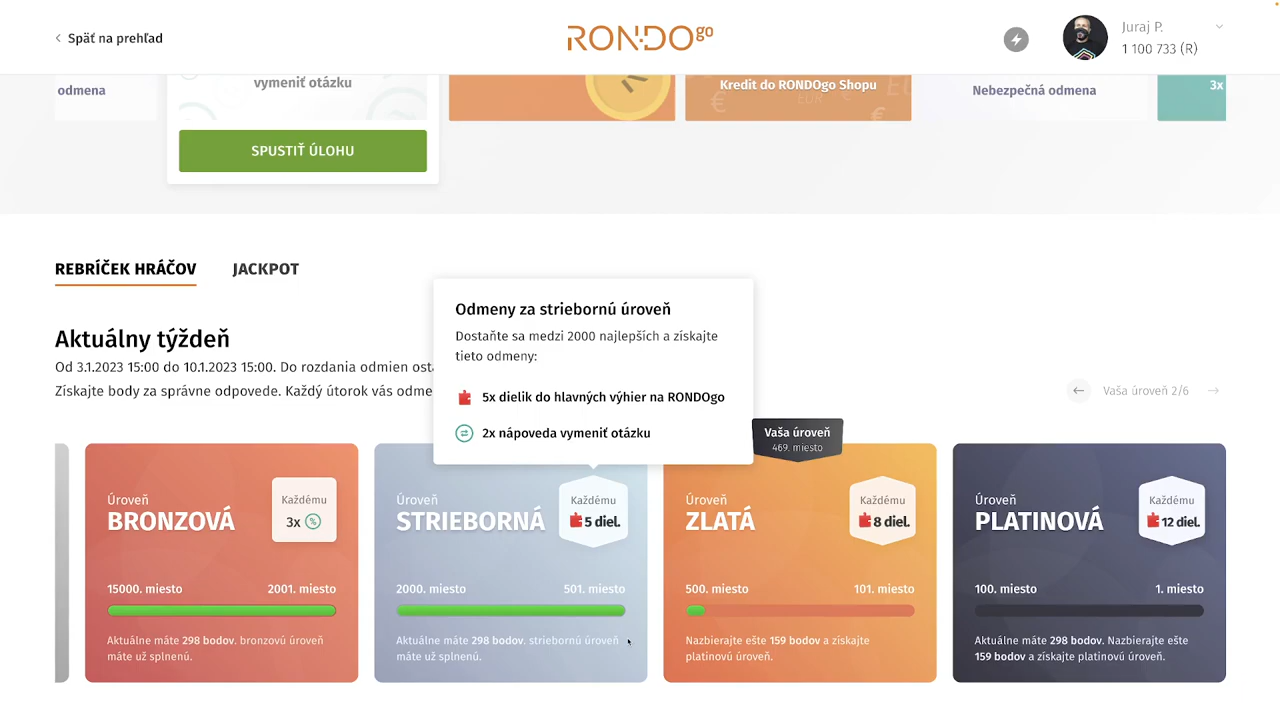 Späť na prehľad
RONDOgo
Juraj P.
1 100 733 (R)
odmena
vymeniť otázku
SPUSTIŤ ÚLOHU
Kredit do RONDOgo Shopu
EUR
Nebezpečná odmena
3x
REBRÍČEK HRÁČOV
JACKPOT
Aktuálny týždeň
Od 3.1.2023 15:00 do 10.1.2023 15:00. Do rozdania odmien
Získajte body za správne odpovede. Každý útorok vás
Odmeny za striebornú úroveň
Dostaňte sa medzi 2000 najlepších a získajte
tieto odmeny:
5x dielik do hlavných výhier na RONDOgo
2x nápoveda vymeniť otázku
Vaša úroveň 2/6
Vaša úroveň
469. miesto
Úroveň
BRONZOVÁ
Každému
3x %
15000. miesto
2001. miesto
Aktuálne máte 298 bodov. bronzovú úroveň
máte už splnenú.
Úroveň
STRIEBORNÁ
Každému
5 diel.
2000. miesto
501. miesto
Aktuálne máte 298 bodov. striebornú úroveň
máte už splnenú.
Úroveň
ZLATÁ
Každému
8 diel.
500. miesto
101. miesto
Nazbierajte ešte 159 bodov a získajte
platinovú úroveň.
Úroveň
PLATINOVÁ
Každému
12 diel.
100. miesto
1. miesto
Aktuálne máte 298 bodov. Nazbierajte ešte
159 bodov a získajte platinovú úroveň.